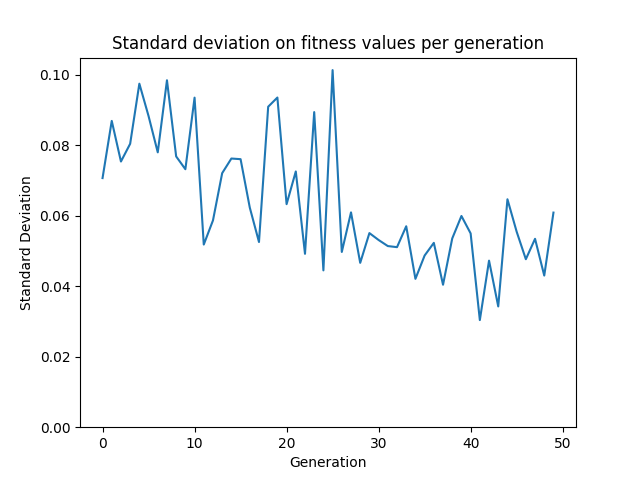 Standard deviation on fitness values per generation
Standard Deviation
0.10
0.08
0.06
0.04
0.02
0.00
0 10 20 30 40 50
Generation